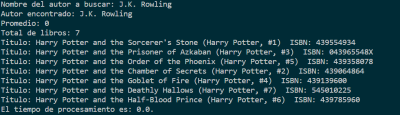 Nombre del autor a buscar: J.K. Rowling
Autor encontrado: J.K. Rowling
Promedio: 0
Total de libros: 7
Titulo: Harry Potter and the Sorcerer's Stone (Harry Potter, #1)  ISBN: 439554934
Titulo: Harry Potter and the Prisoner of Azkaban (Harry Potter, #3)  ISBN: 043965548X
Titulo: Harry Potter and the Order of the Phoenix (Harry Potter, #5)  ISBN: 439358078
Titulo: Harry Potter and the Chamber of Secrets (Harry Potter, #2)  ISBN: 439064864
Titulo: Harry Potter and the Goblet of Fire (Harry Potter, #4)  ISBN: 439139600
Titulo: Harry Potter and the Deathly Hallows (Harry Potter, #7)  ISBN: 545010225
Titulo: Harry Potter and the Half-Blood Prince (Harry Potter, #6)  ISBN: 439785960
El tiempo de procesamiento es: 0.0.